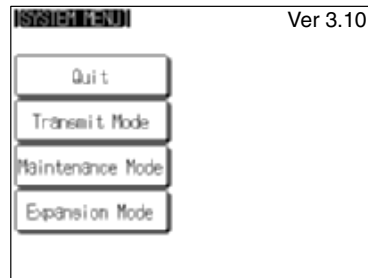 [SYSTEM MENU] Ver 3.10
Quit
Transmit Mode
Maintenance Mode
Expansion Mode